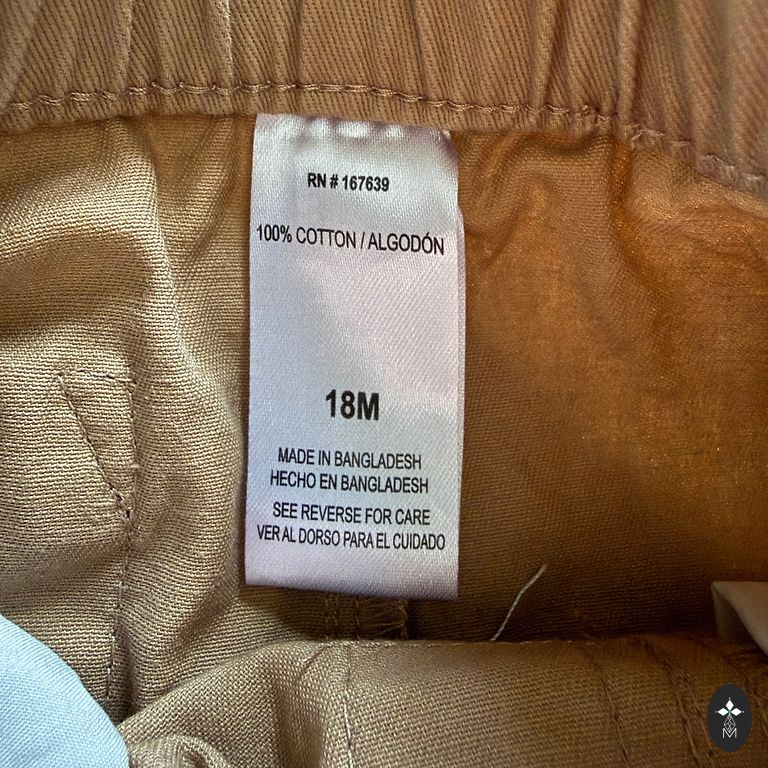 RN # 167639
100% COTTON / ALGODÓN
18M
MADE IN BANGLADESH
HECHO EN BANGLADESH
SEE REVERSE FOR CARE
VER AL DORSO PARA EL CUIDADO
M